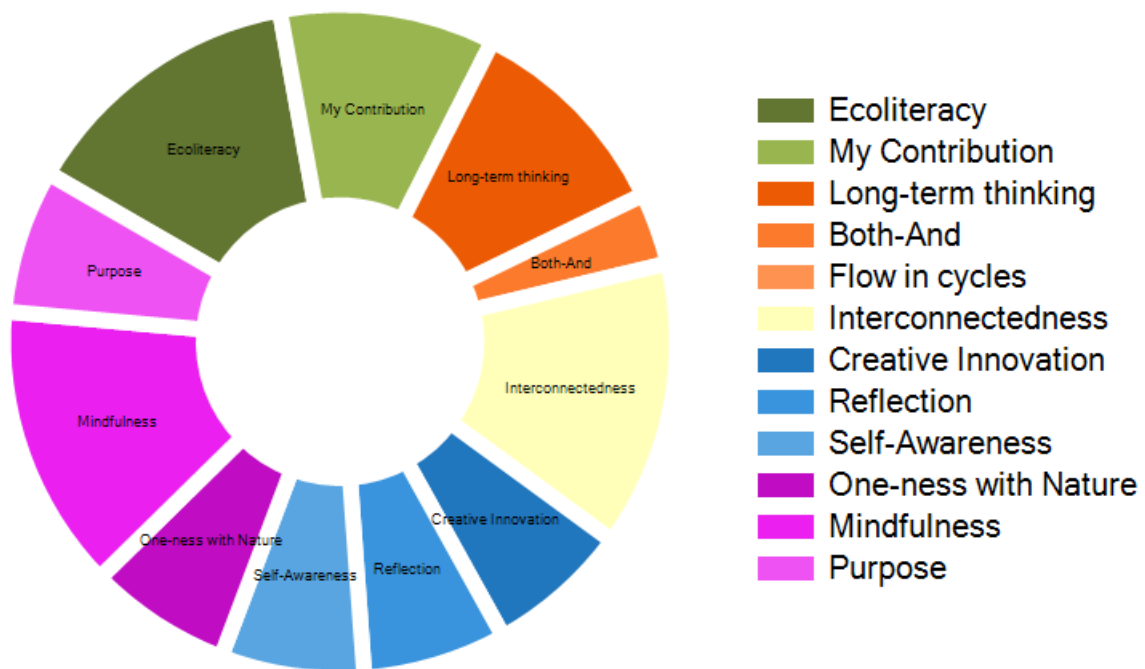 My Contribution
Ecoliteracy
Long-term thinking
Both-And
Purpose
Interconnectedness
Mindfulness
Creative Innovation
One-ness with Nature
Reflection
Self-Awareness
Ecoliteracy
My Contribution
Long-term thinking
Both-And
Flow in cycles
Interconnectedness
Creative Innovation
Reflection
Self-Awareness
One-ness with Nature
Mindfulness
Purpose